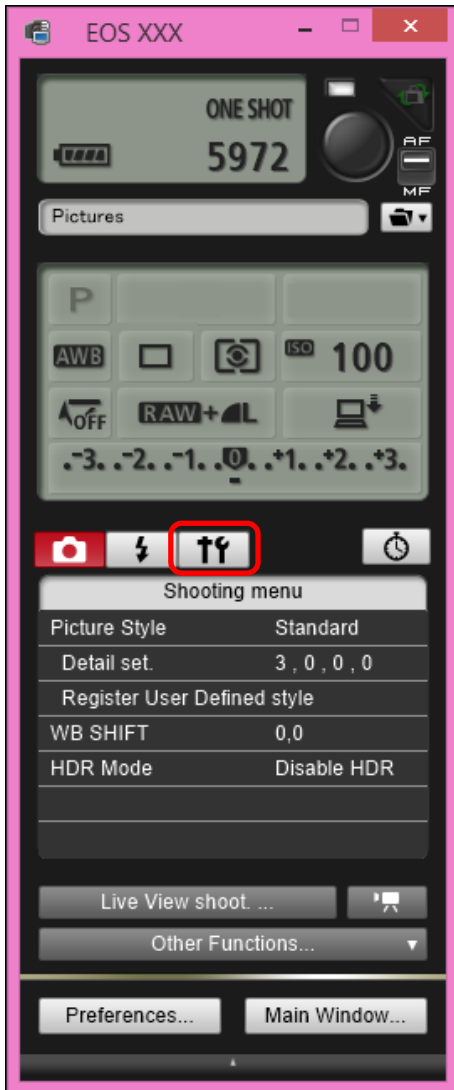 EOS XXX
ONE SHOT
5972
AF
MF
Pictures
P
AWB
ISO 100
OFF RAW+L
.-3. .-2. .-1. .0. .+1. .+2. .+3.
Shooting menu
Picture Style Standard
Detail set. 3 , 0 , 0 , 0
Register User Defined style
WB SHIFT 0,0
HDR Mode Disable HDR
Live View shoot. ...
Other Functions...
Preferences... Main Window...